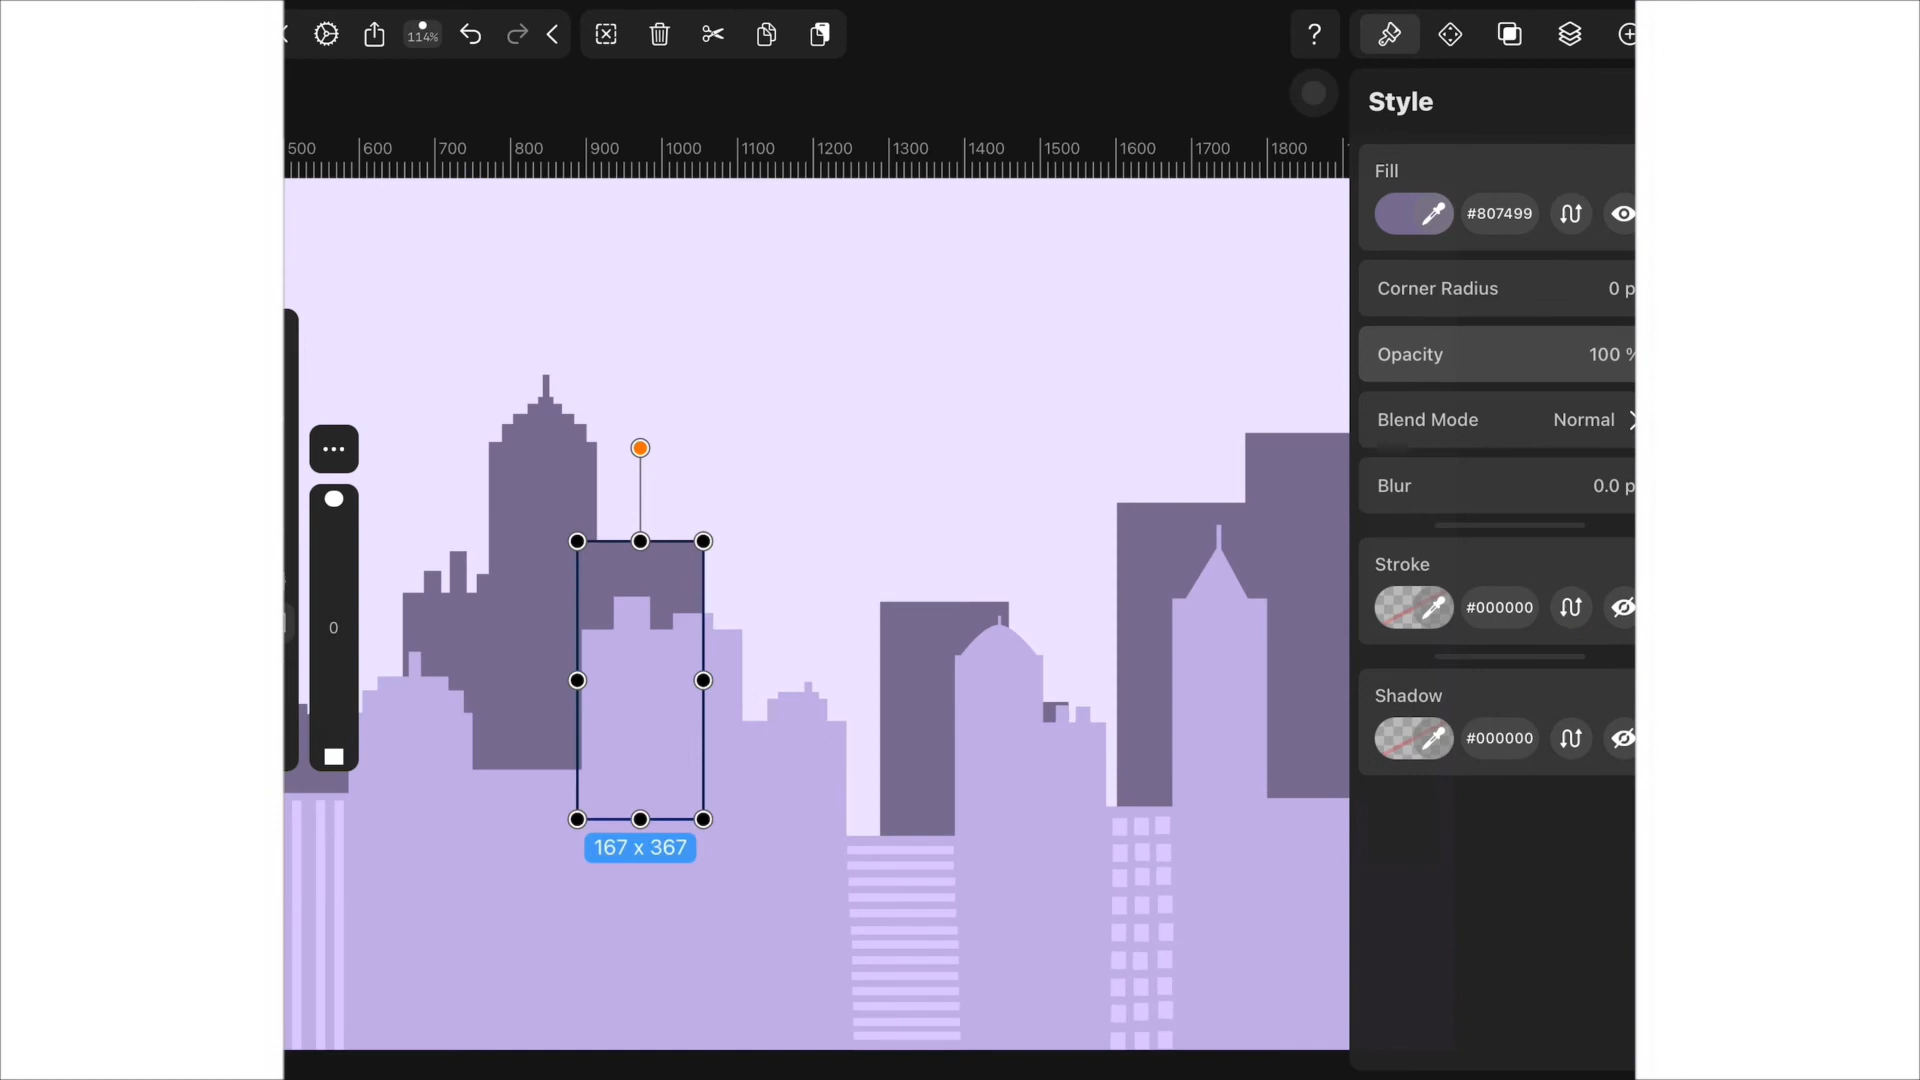 114%
?
Style
500 600 700 800 900 1000 1100 1200 1300 1400 1500 1600 1700 1800
Fill
#807499
Corner Radius 0 p
Opacity 100 %
Blend Mode Normal
Blur 0.0 p
Stroke
#000000
0
Shadow
#000000
167 x 367